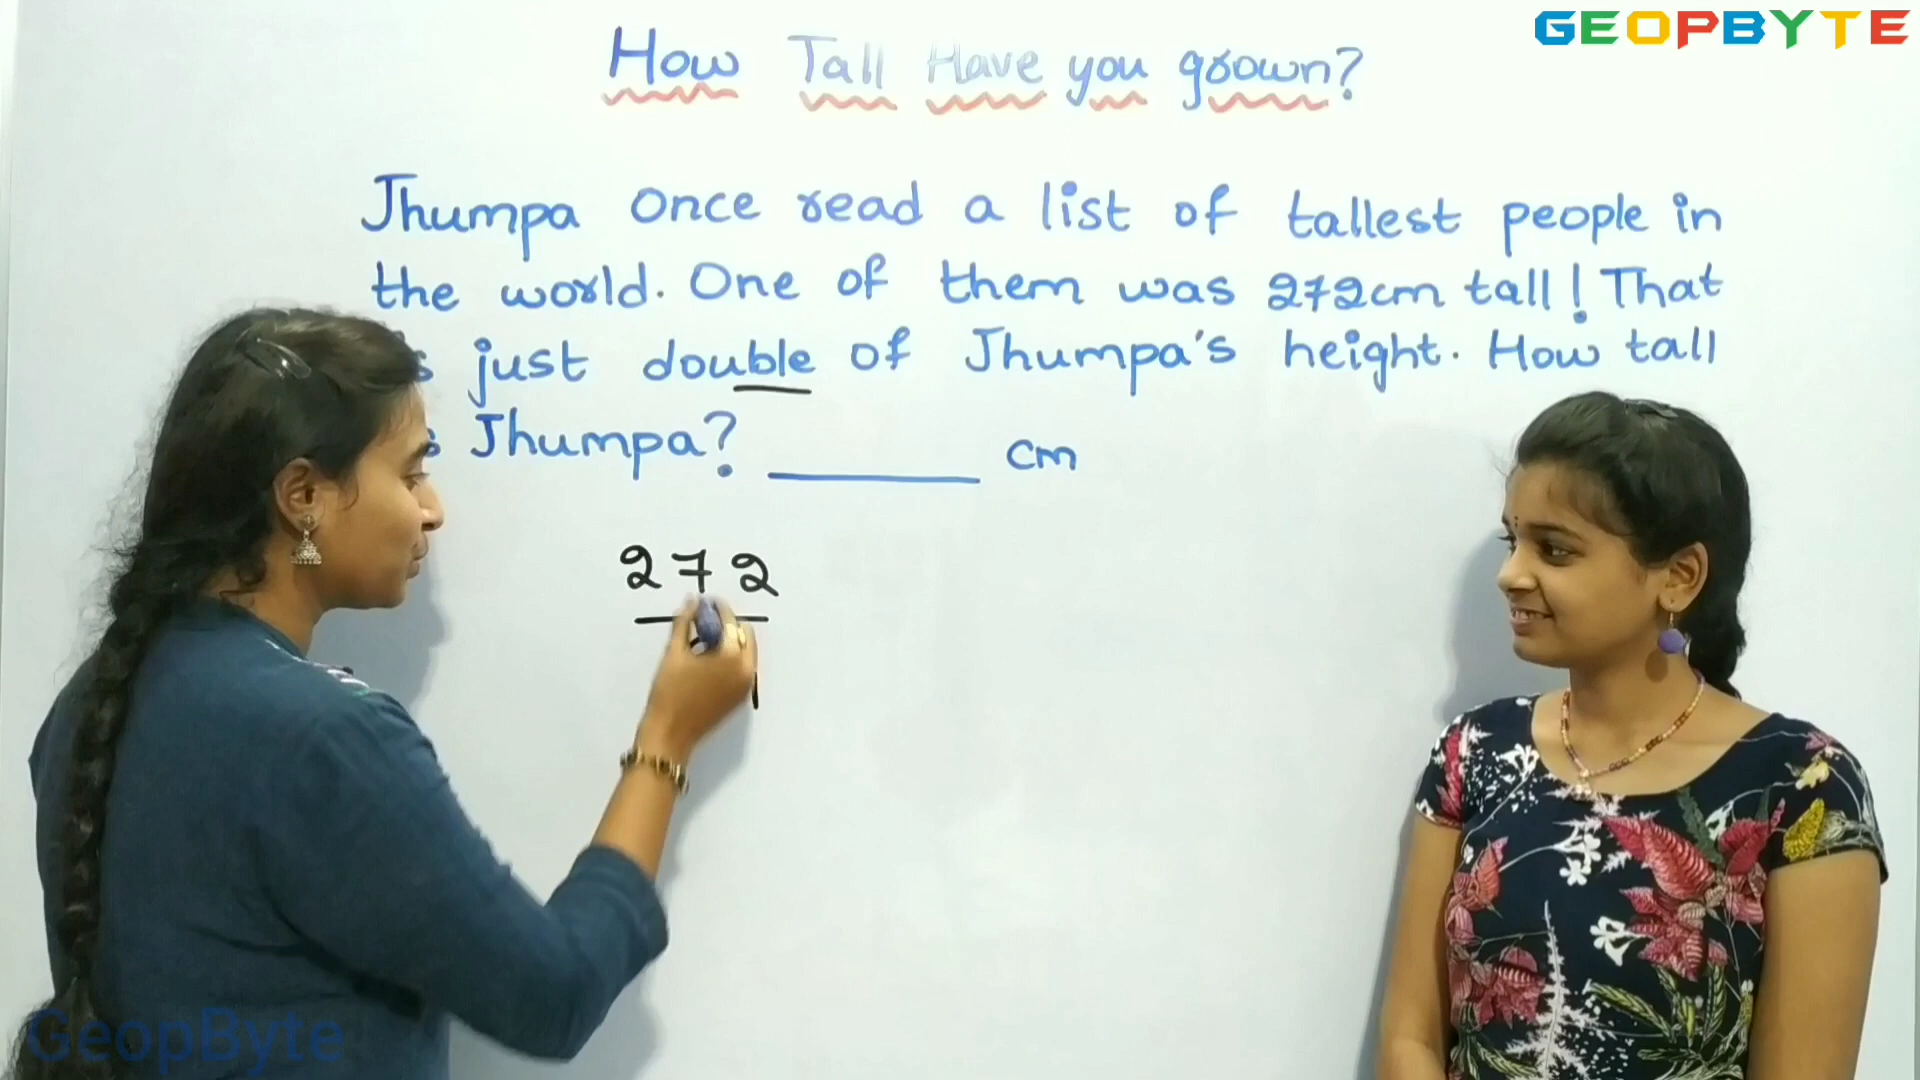 GEOPBYTE
How Tall Have you grown?
Jhumpa Once read a list of tallest people in
the world. One of them was 272cm tall! That
just double of Jhumpa's height. How tall
Jhumpa? ______ cm
272
GeopByte